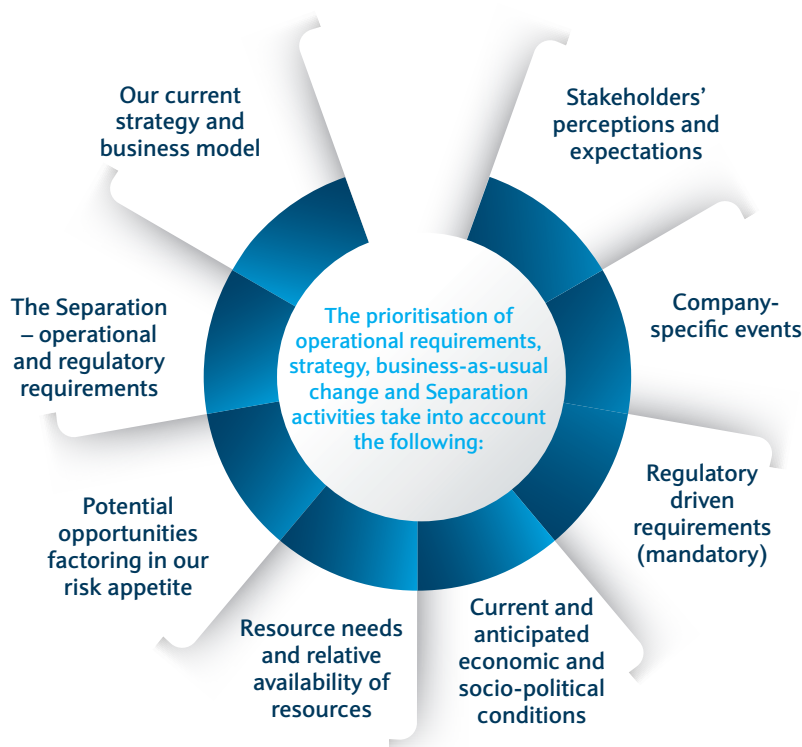 The prioritisation of
operational requirements,
strategy, business-as-usual
change and Separation
activities take into account
the following:
Stakeholders’
perceptions and
expectations
Company-
specific events
Regulatory
driven
requirements
(mandatory)
Current and
anticipated
economic and
socio-political
conditions
Resource needs
and relative
availability of
resources
Potential
opportunities
factoring in our
risk appetite
The Separation
– operational
and regulatory
requirements
Our current
strategy and
business model